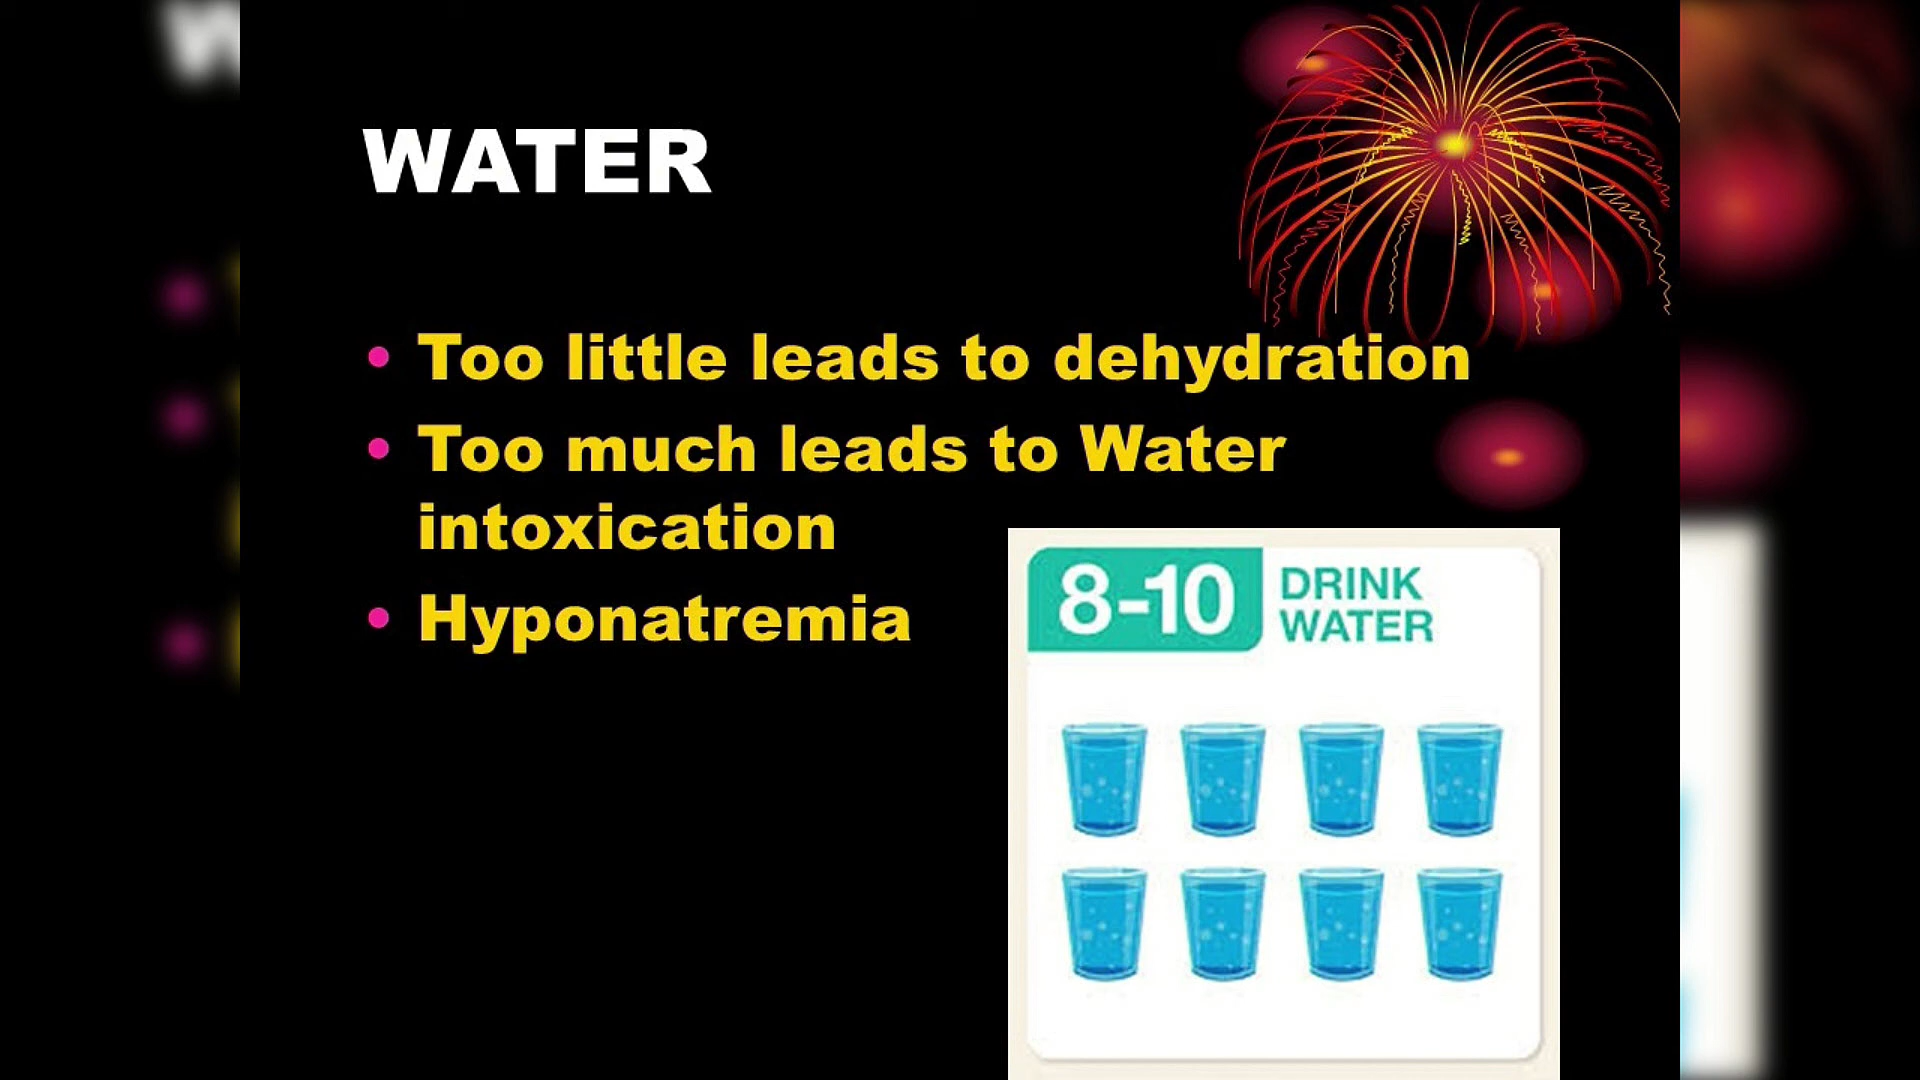 WATER
• Too little leads to dehydration
• Too much leads to Water
intoxication
• Hyponatremia
8-10 DRINK
WATER